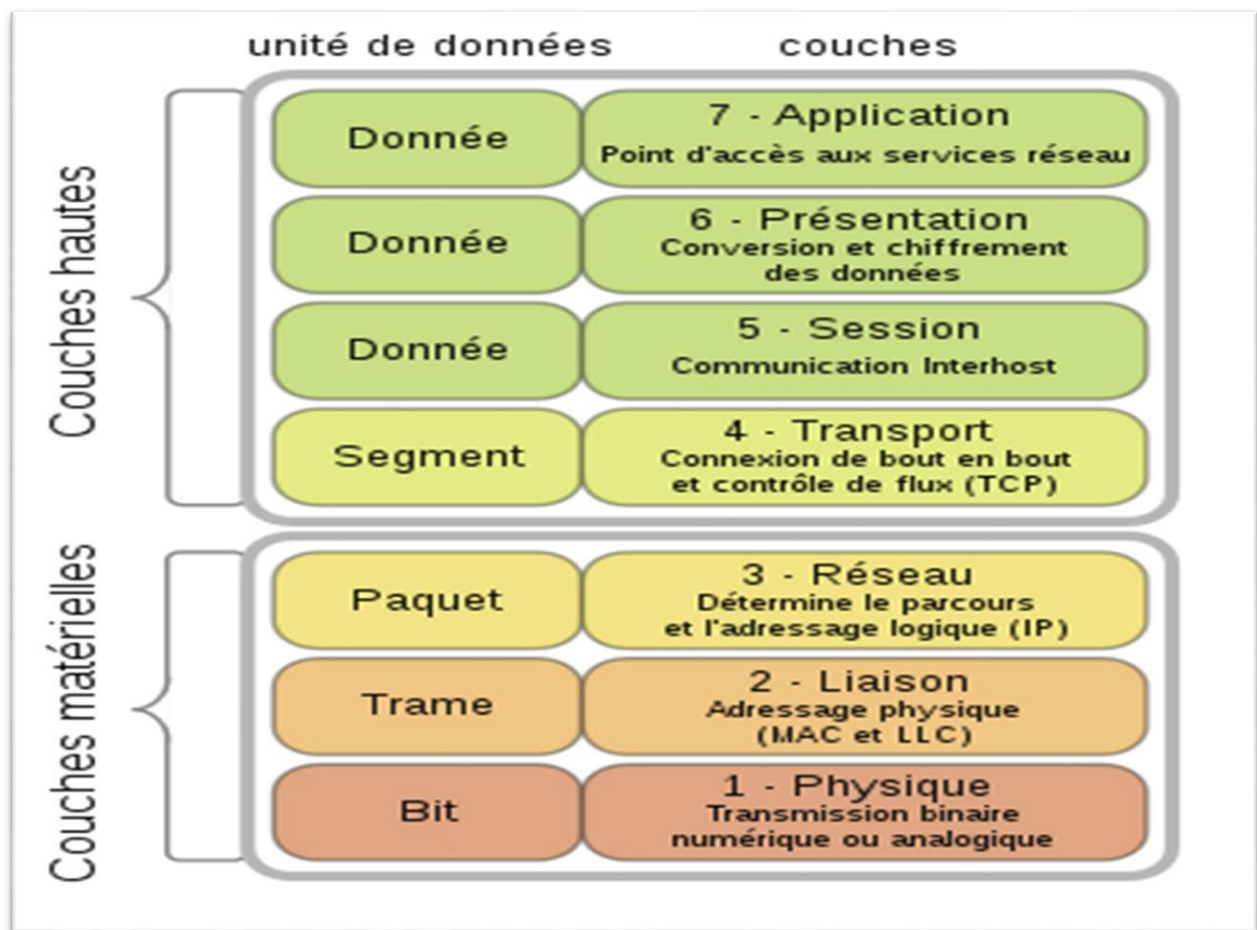 unité de données couches
Couches hautes
Donnée
7 - Application
Point d'accès aux services réseau
Donnée
6 - Présentation
Conversion et chiffrement
des données
Donnée
5 - Session
Communication Interhost
Segment
4 - Transport
Connexion de bout en bout
et contrôle de flux (TCP)
Couches matérielles
Paquet
3 - Réseau
Détermine le parcours
et l'adressage logique (IP)
Trame
2 - Liaison
Adressage physique
(MAC et LLC)
Bit
1 - Physique
Transmission binaire
numérique ou analogique